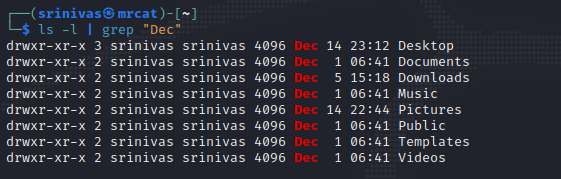 ┌──(srinivas㉿mrcat)-[~]
└─$ ls -l | grep "Dec"
drwxr-xr-x 3 srinivas srinivas 4096 Dec 14 23:12 Desktop
drwxr-xr-x 2 srinivas srinivas 4096 Dec  1 06:41 Documents
drwxr-xr-x 2 srinivas srinivas 4096 Dec  5 15:18 Downloads
drwxr-xr-x 2 srinivas srinivas 4096 Dec  1 06:41 Music
drwxr-xr-x 2 srinivas srinivas 4096 Dec 14 22:44 Pictures
drwxr-xr-x 2 srinivas srinivas 4096 Dec  1 06:41 Public
drwxr-xr-x 2 srinivas srinivas 4096 Dec  1 06:41 Templates
drwxr-xr-x 2 srinivas srinivas 4096 Dec  1 06:41 Videos